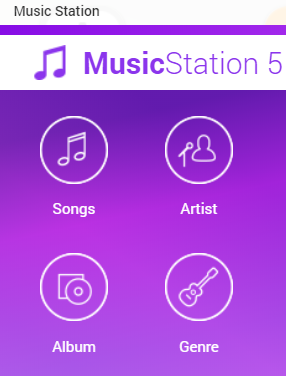 Music Station
MusicStation 5
Songs
Artist
Album
Genre